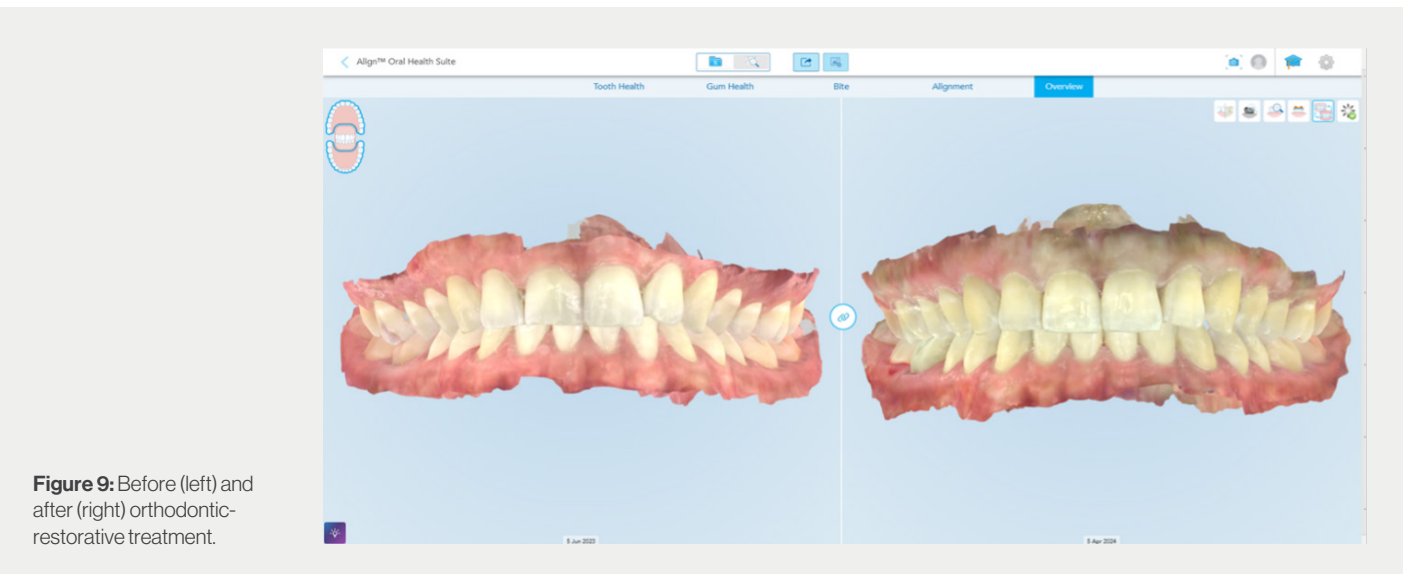 Align™ Oral Health Suite
Tooth Health
Gum Health
Bite
Alignment
Overview
Figure 9: Before (left) and
after (right) orthodontic-
restorative treatment.
5 Jun 2023
5 Apr 2024